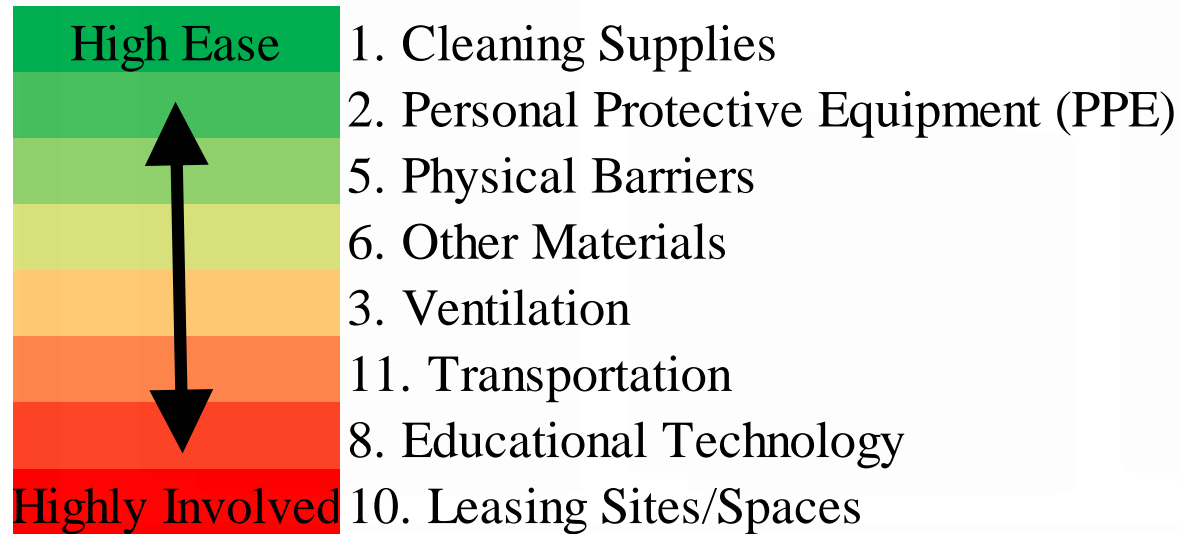 High Ease 1. Cleaning Supplies
2. Personal Protective Equipment (PPE)
5. Physical Barriers
6. Other Materials
3. Ventilation
11. Transportation
8. Educational Technology
Highly Involved 10. Leasing Sites/Spaces